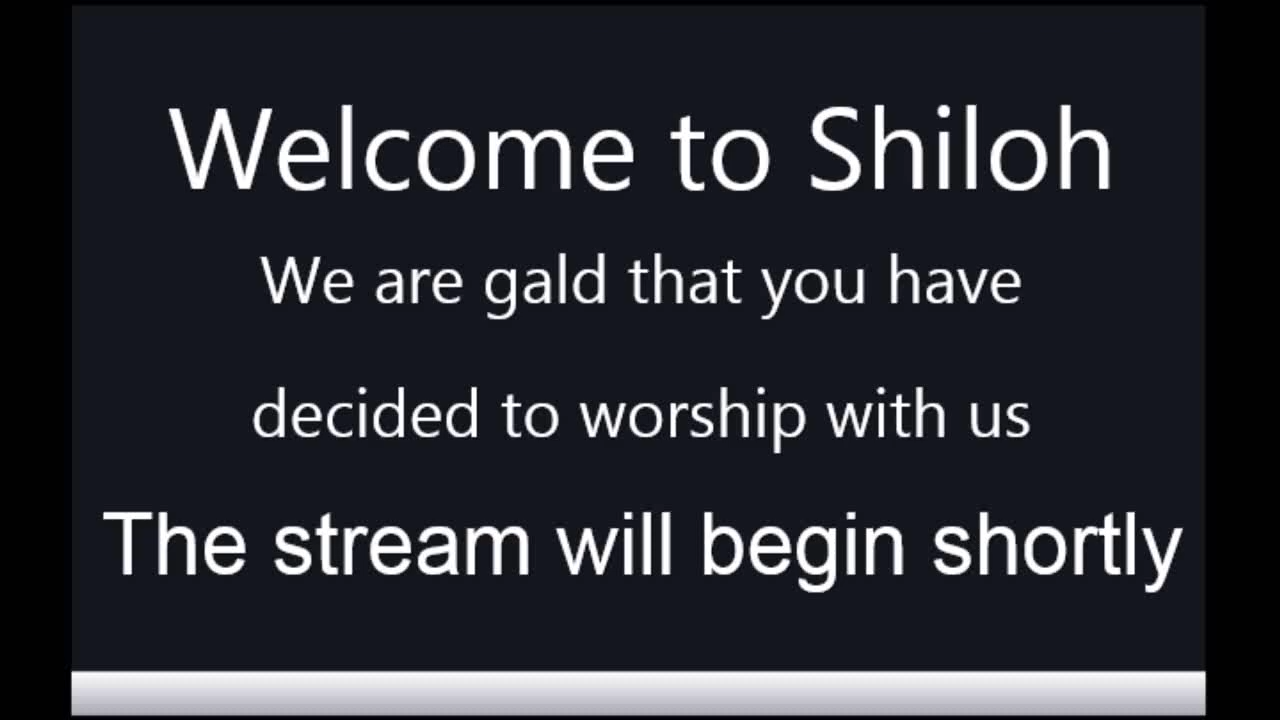 Welcome to Shiloh
We are gald that you have
decided to worship with us
The stream will begin shortly